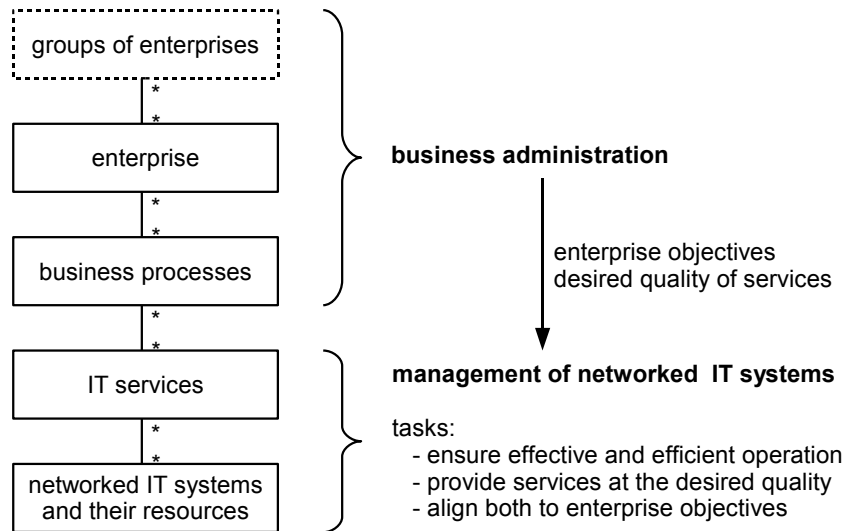 groups of enterprises
*
*
enterprise
business administration
*
*
business processes
enterprise objectives
desired quality of services
*
*
IT services
management of networked IT systems
tasks:
- ensure effective and efficient operation
- provide services at the desired quality
- align both to enterprise objectives
*
*
networked IT systems
and their resources